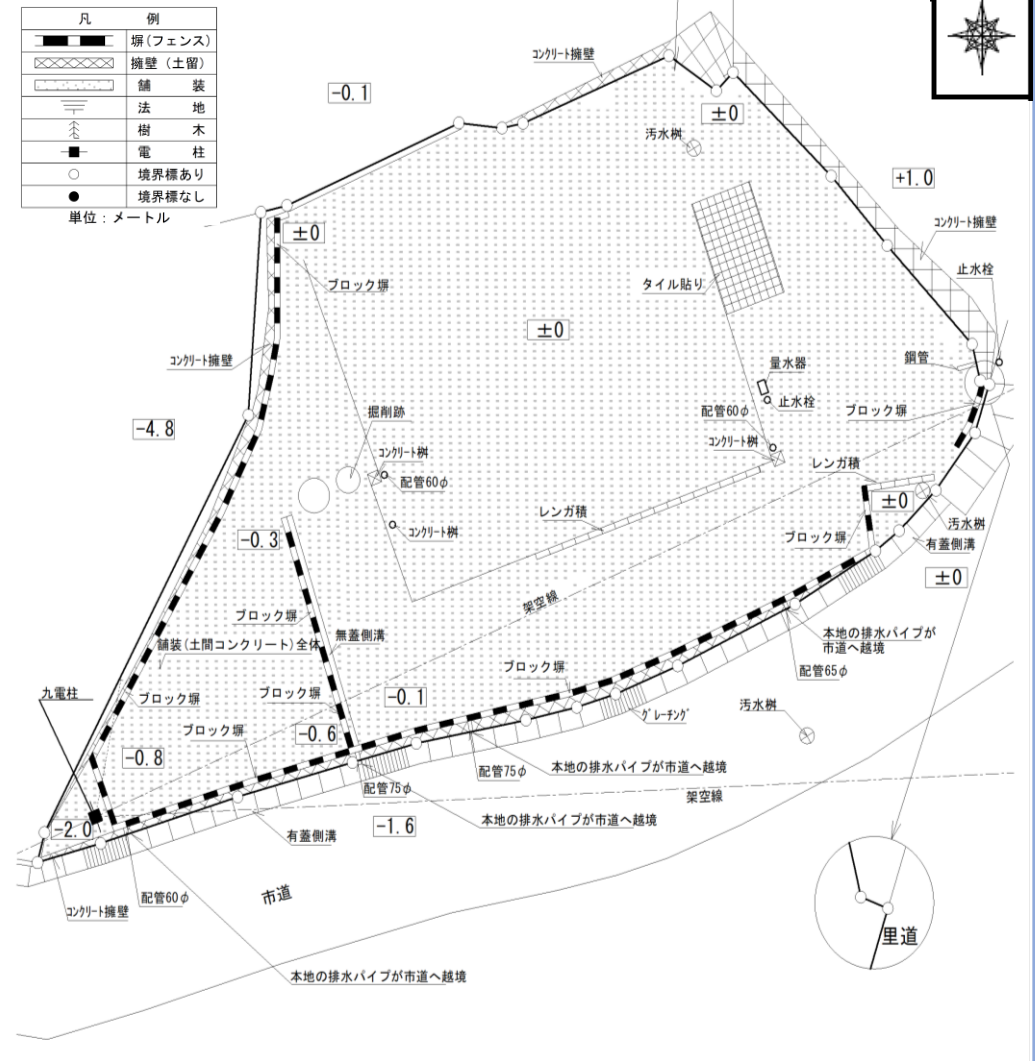 凡 例
塀(フェンス)
擁壁(土留)
舗 装
法 地
樹 木
電 柱
境界標あり
境界標なし
単位:メートル
コンクリート擁壁
-0.1
±0
汚水桝
+1.0
コンクリート擁壁
止水栓
±0
ブロック塀
タイル貼り
±0
コンクリート擁壁
量水器
鋼管
止水栓
ブロック塀
配管60φ
掘削跡
-4.8
コンクリート桝
コンクリート桝
レンガ積
配管60φ
±0
レンガ積
汚水桝
コンクリート桝
ブロック塀
有蓋側溝
-0.3
±0
架空線
ブロック塀
無蓋側溝
本地の排水パイプが
市道へ越境
舗装(土間コンクリート)全体
ブロック塀
配管65φ
九電柱
ブロック塀
ブロック塀
-0.1
グレーチング
汚水桝
ブロック塀
-0.6
-0.8
配管75φ
本地の排水パイプが市道へ越境
配管75φ
架空線
-2.0
本地の排水パイプが市道へ越境
-1.6
有蓋側溝
配管60φ
市道
コンクリート擁壁
里道
本地の排水パイプが市道へ越境